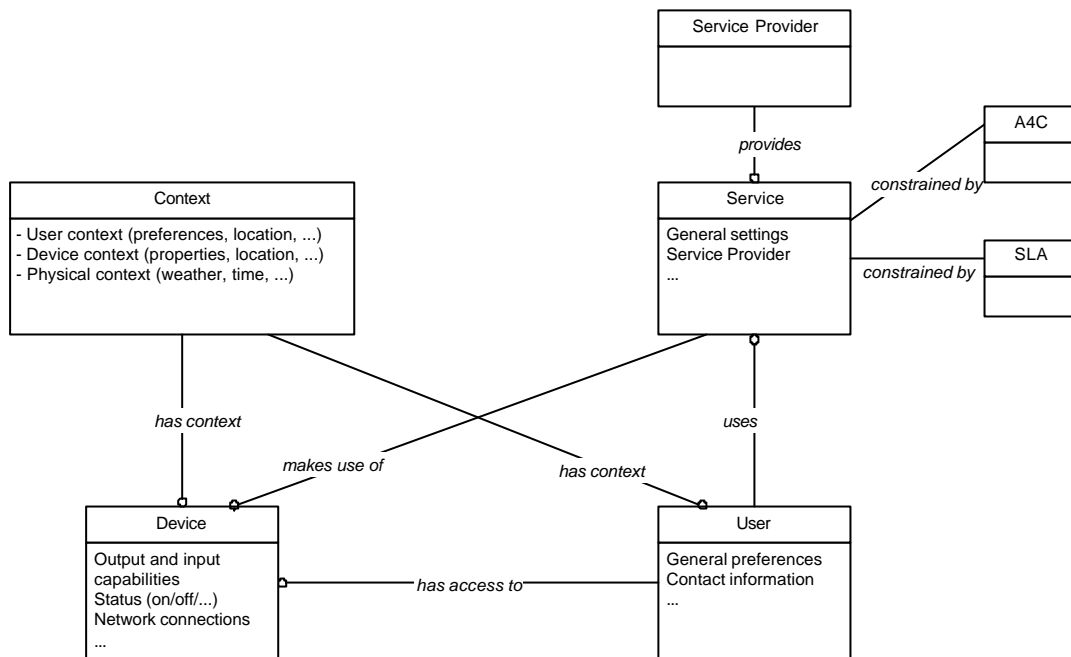 Service Provider
A4C
provides
constrained by
Context
- User context (preferences, location, ...)
- Device context (properties, location, ...)
- Physical context (weather, time, ...)
Service
General settings
Service Provider
...
SLA
constrained by
has context
uses
makes use of
has context
Device
Output and input
capabilities
Status (on/off/...)
Network connections
...
has access to
User
General preferences
Contact information
...